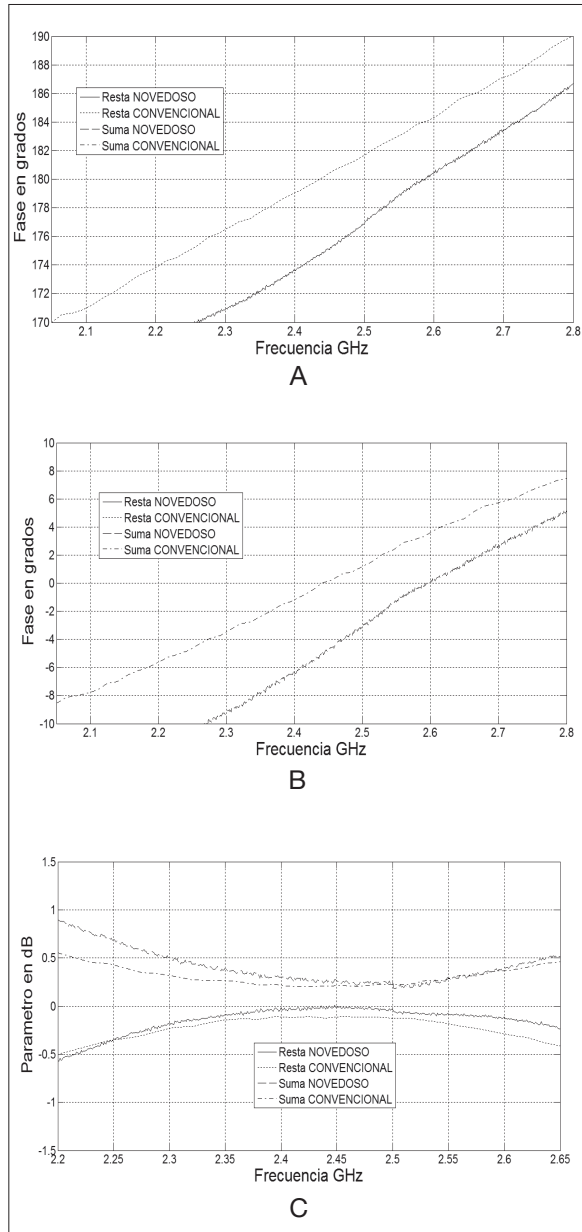 190
188
186
184
182
180
178
176
174
172
170
Fase en grados
Resta NOVEDOSO
Resta CONVENCIONAL
Suma NOVEDOSO
Suma CONVENCIONAL
2.1 2.2 2.3 2.4 2.5 2.6 2.7 2.8
Frecuencia GHz
A
10
8
6
4
2
0
-2
-4
-6
-8
-10
Fase en grados
Resta NOVEDOSO
Resta CONVENCIONAL
Suma NOVEDOSO
Suma CONVENCIONAL
2.1 2.2 2.3 2.4 2.5 2.6 2.7 2.8
Frecuencia GHz
B
1.5
1
0.5
0
-0.5
-1
-1.5
Parametro en dB
Resta NOVEDOSO
Resta CONVENCIONAL
Suma NOVEDOSO
Suma CONVENCIONAL
2.2 2.25 2.3 2.35 2.4 2.45 2.5 2.55 2.6 2.65
Frecuencia GHz
C